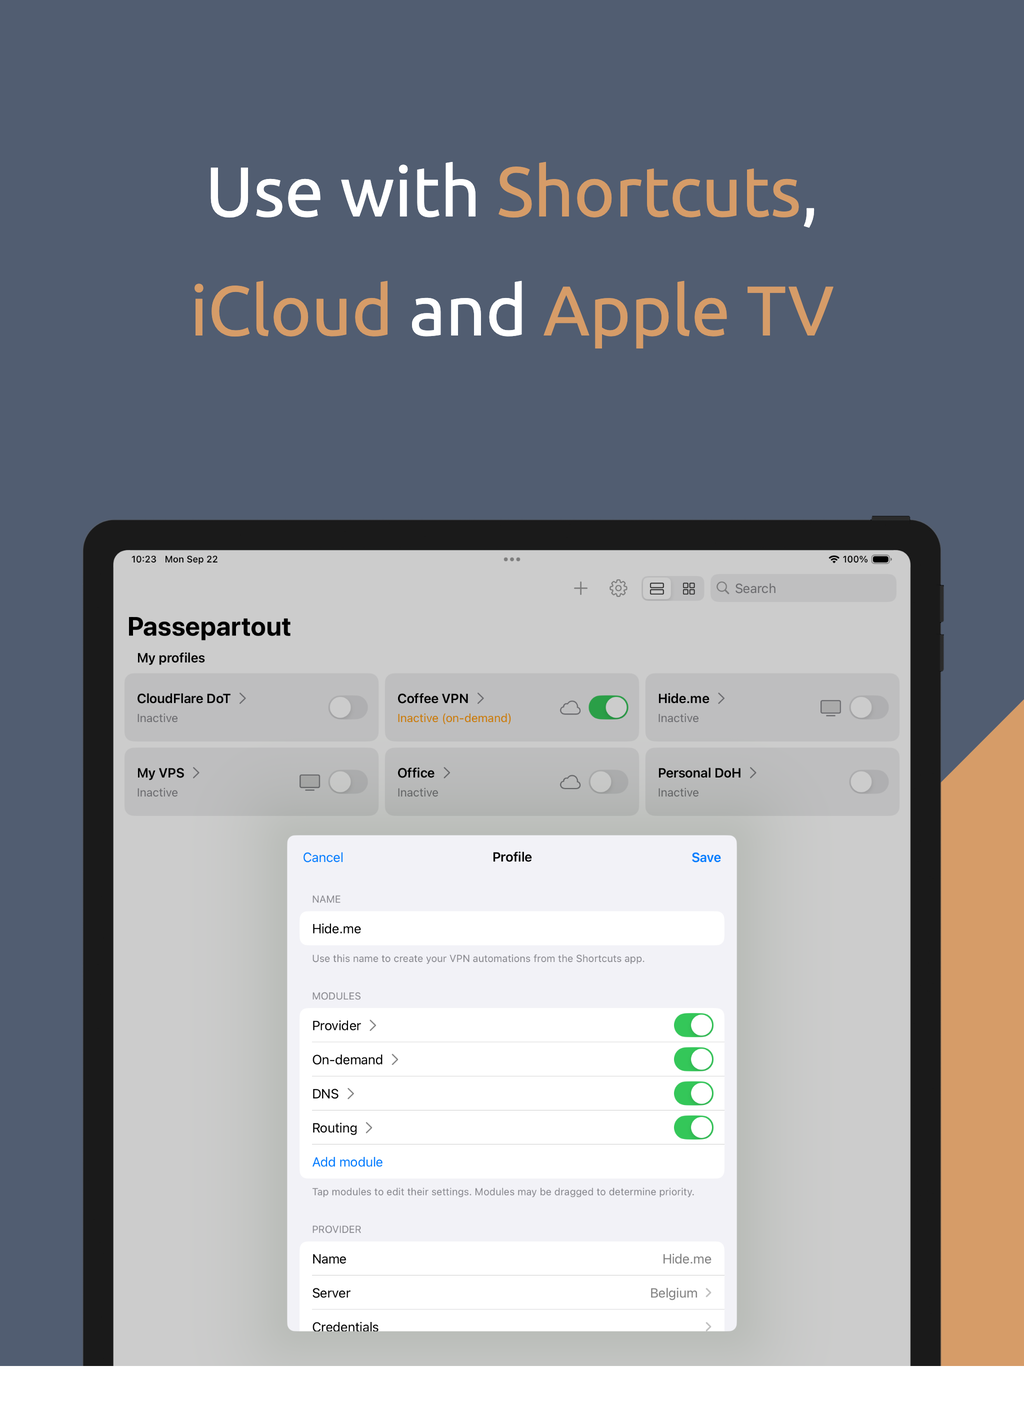 Use with Shortcuts,
iCloud and Apple TV
10:23 Mon Sep 22
100%
Search
Passepartout
My profiles
CloudFlare DoT
Inactive
Coffee VPN
Inactive (on-demand)
Hide.me
Inactive
My VPS
Inactive
Office
Inactive
Personal DoH
Inactive
Cancel Profile Save
NAME
Hide.me
Use this name to create your VPN automations from the Shortcuts app.
MODULES
Provider
On-demand
DNS
Routing
Add module
Tap modules to edit their settings. Modules may be dragged to determine priority.
PROVIDER
Name Hide.me
Server Belgium
Credentials